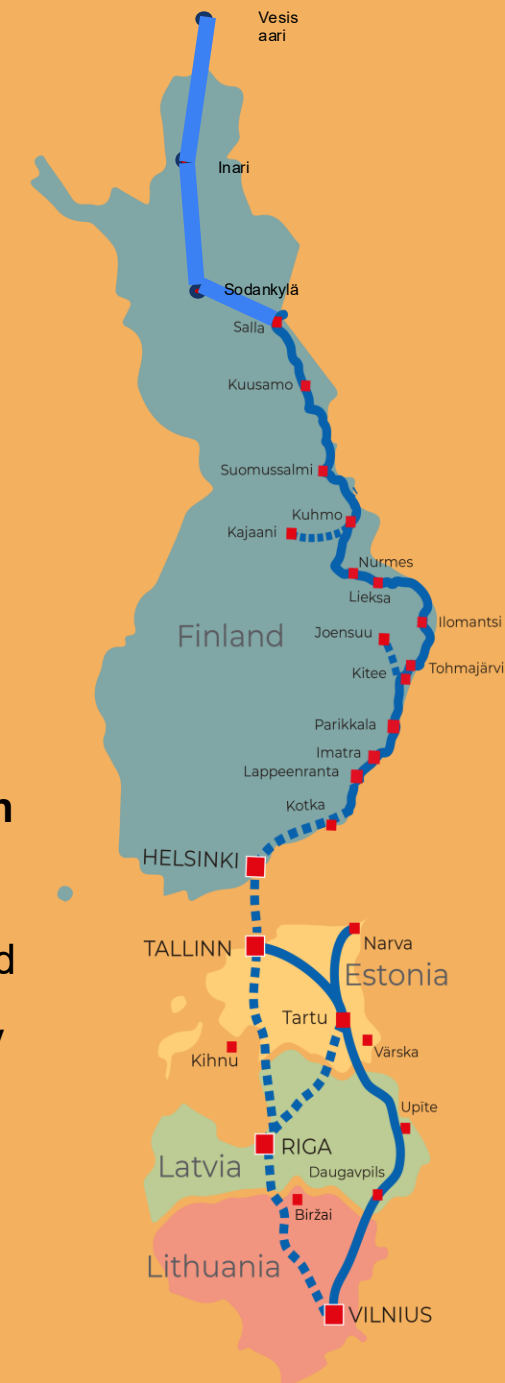 Vesis
aari
Inari
Sodankylä
Salla
Kuusamo
Suomussalmi
Kuhmo
Kajaani
Nurmes
Lieksa
Ilomantsi
Joensuu
Finland
Tohmajärvi
Kitee
Parikkala
Imatra
Lappeenranta
Kotka
HELSINKI
TALLINN
Narva
Estonia
Tartu
Värska
Kihnu
Upīte
RIGA
Latvia
Daugavpils
Biržai
Lithuania
VILNIUS